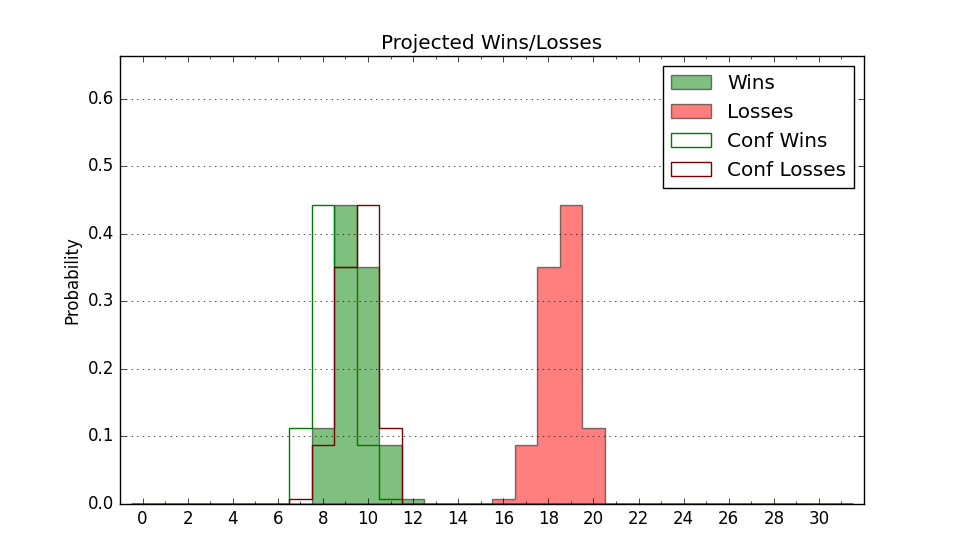 Projected Wins/Losses
Wins
Losses
Conf Wins
Conf Losses
Probability
0.6
0.5
0.4
0.3
0.2
0.1
0.0
0 2 4 6 8 10 12 14 16 18 20 22 24 26 28 30